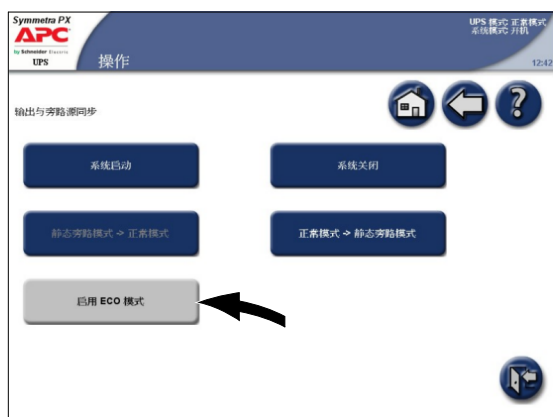 Symmetra PX
APC
by Schneider Electric
UPS
操作
UPS 模式 正常模式
系统模式 开机
12:42
输出与旁路源同步
系统启动
系统关闭
静态旁路模式 -> 正常模式
正常模式 -> 静态旁路模式
启用 ECO 模式